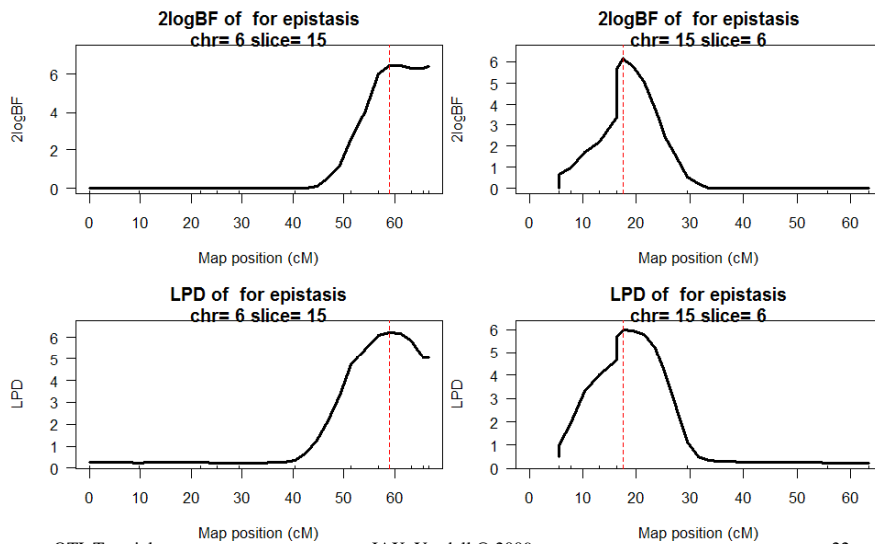 2logBF of  for epistasis
chr= 6 slice= 15
2logBF
6
4
2
0
0 10 20 30 40 50 60
Map position (cM)
2logBF of  for epistasis
chr= 15 slice= 6
2logBF
6
5
4
3
2
1
0
0 10 20 30 40 50 60
Map position (cM)
LPD of  for epistasis
chr= 6 slice= 15
LPD
6
5
4
3
2
1
0
0 10 20 30 40 50 60
Map position (cM)
LPD of  for epistasis
chr= 15 slice= 6
LPD
6
5
4
3
2
1
0
0 10 20 30 40 50 60
Map position (cM)